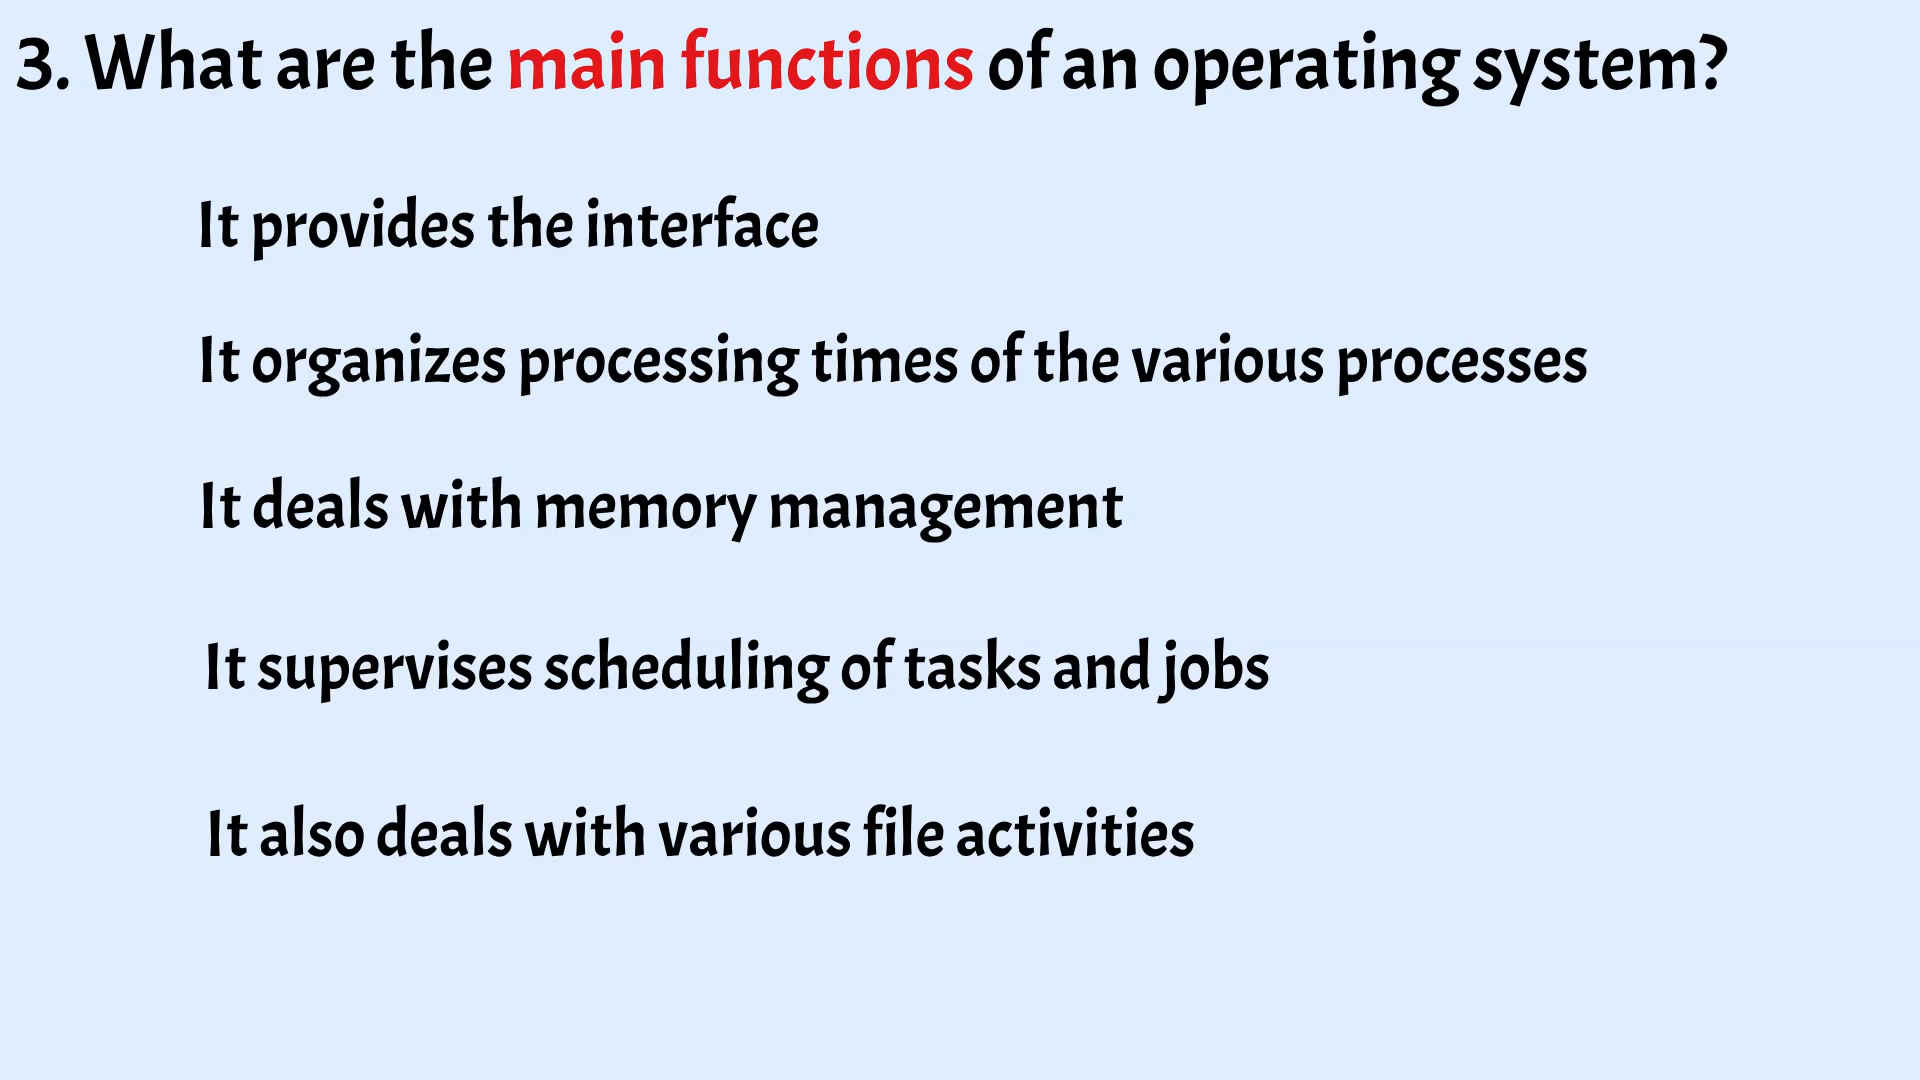 3. What are the main functions of an operating system?
It provides the interface
It organizes processing times of the various processes
It deals with memory management
It supervises scheduling of tasks and jobs
It also deals with various file activities